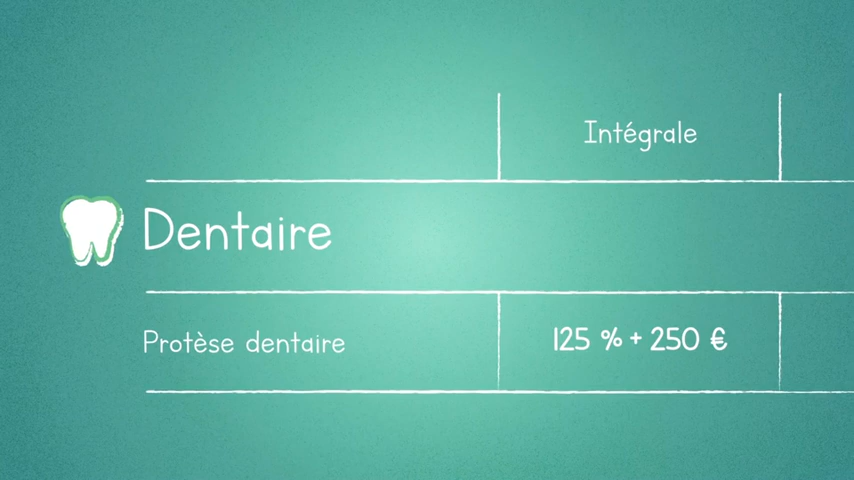 Intégrale
Dentaire
Protèse dentaire
125 % + 250 €